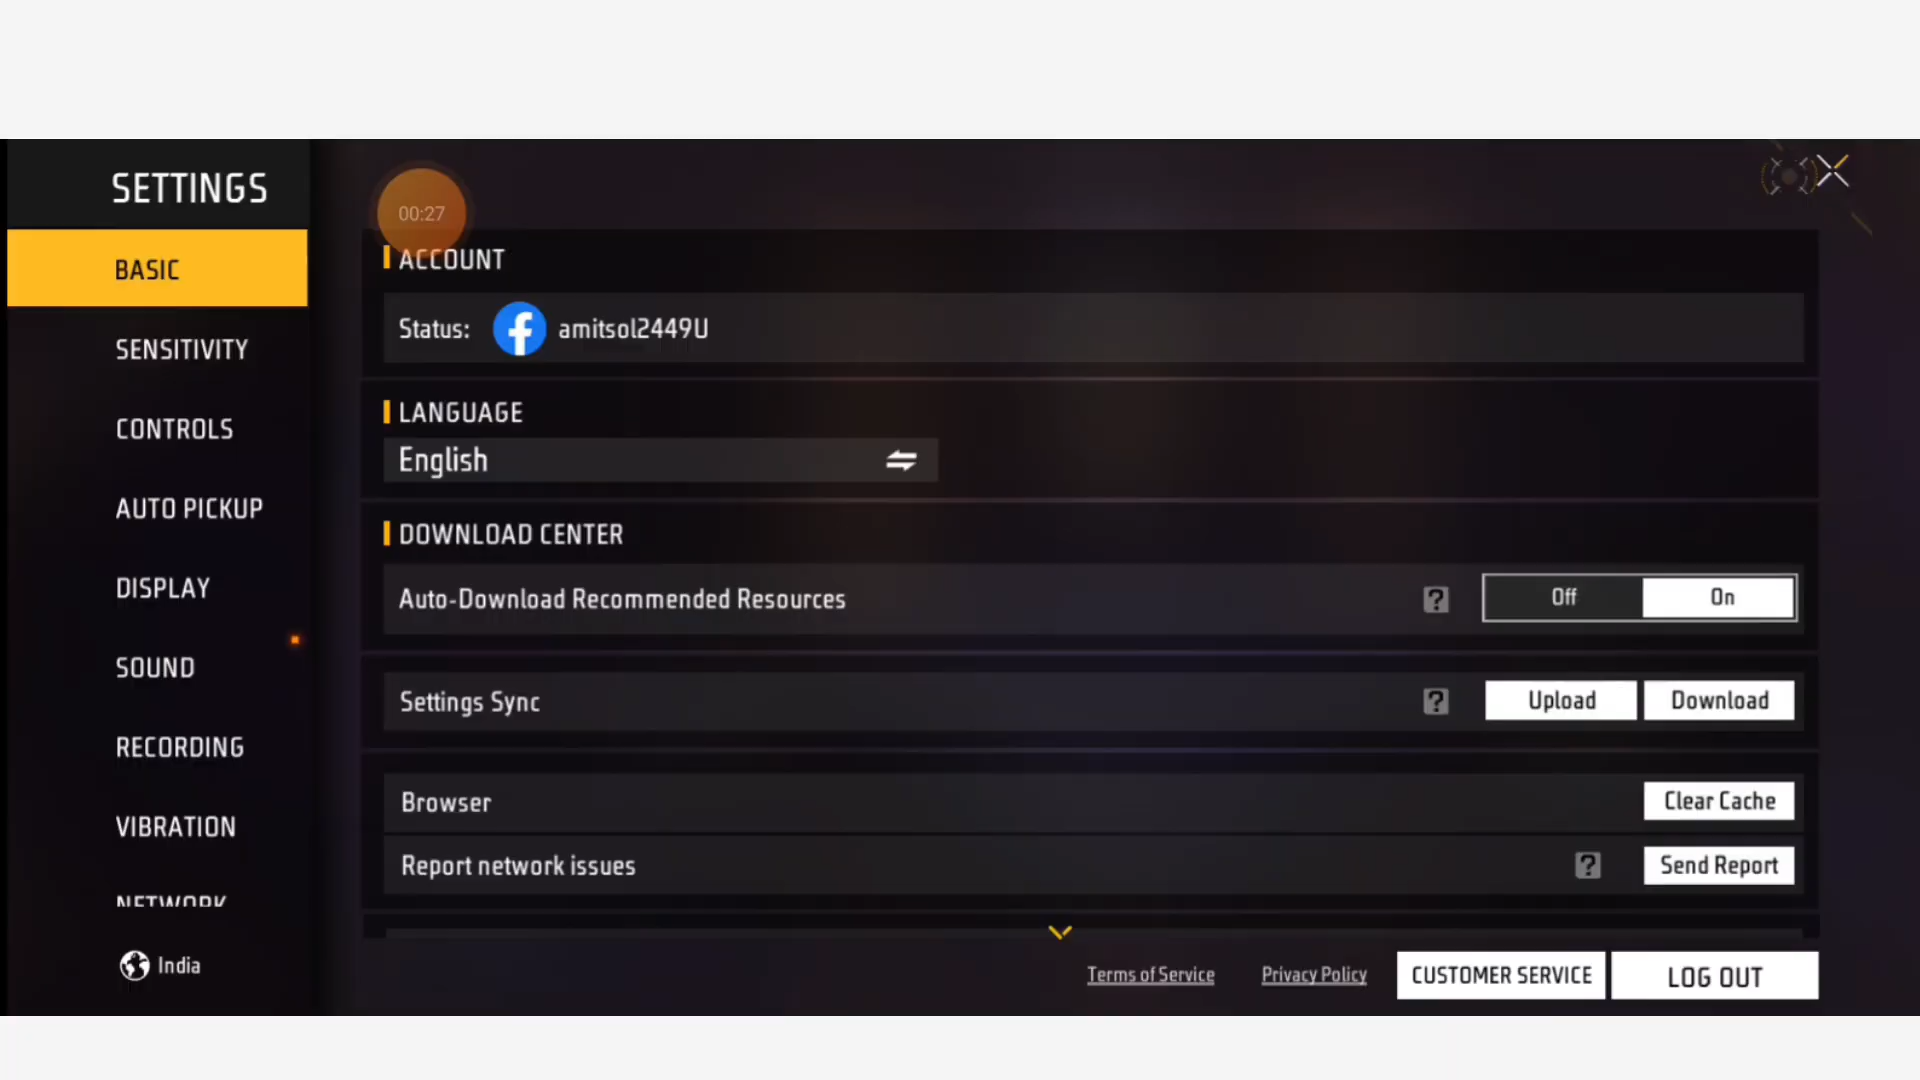 SETTINGS
00:27
BASIC
SENSITIVITY
CONTROLS
AUTO PICKUP
DISPLAY
SOUND
RECORDING
VIBRATION
NETWORK
India
ACCOUNT
Status: amitsol2449U
LANGUAGE
English
DOWNLOAD CENTER
Auto-Download Recommended Resources ? Off On
Settings Sync ? Upload Download
Browser Clear Cache
Report network issues ? Send Report
Terms of Service Privacy Policy CUSTOMER SERVICE LOG OUT